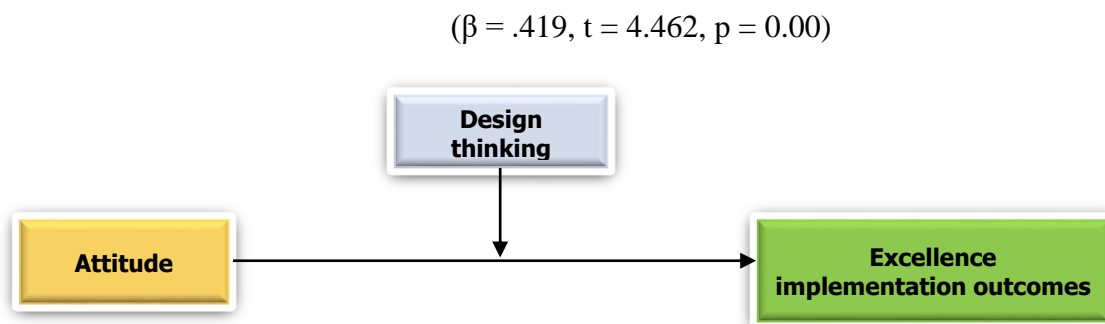 (β = .419, t = 4.462, p = 0.00)
Design
thinking
Attitude
Excellence
implementation outcomes